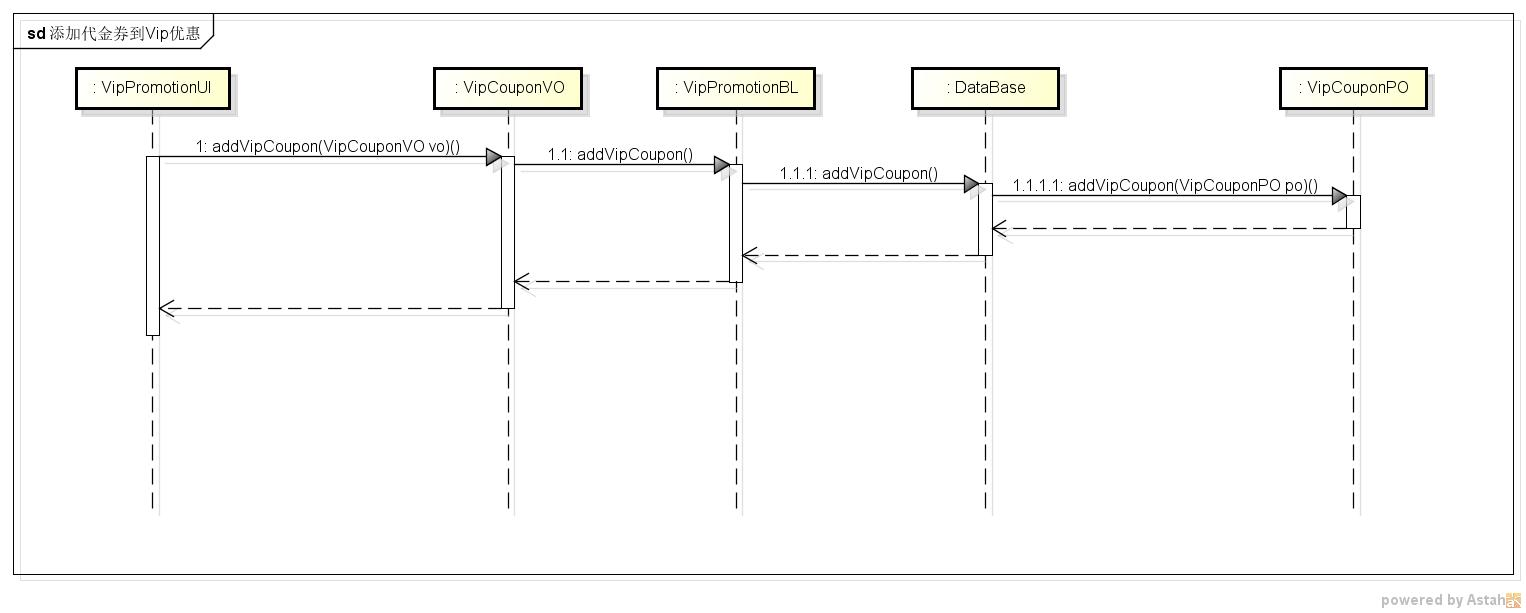 sd 添加代金券到Vip优惠
: VipPromotionUI
: VipCouponVO
: VipPromotionBL
: DataBase
: VipCouponPO
1: addVipCoupon(VipCouponVO vo)()
1.1: addVipCoupon()
1.1.1: addVipCoupon()
1.1.1.1: addVipCoupon(VipCouponPO po)()
powered by Astah